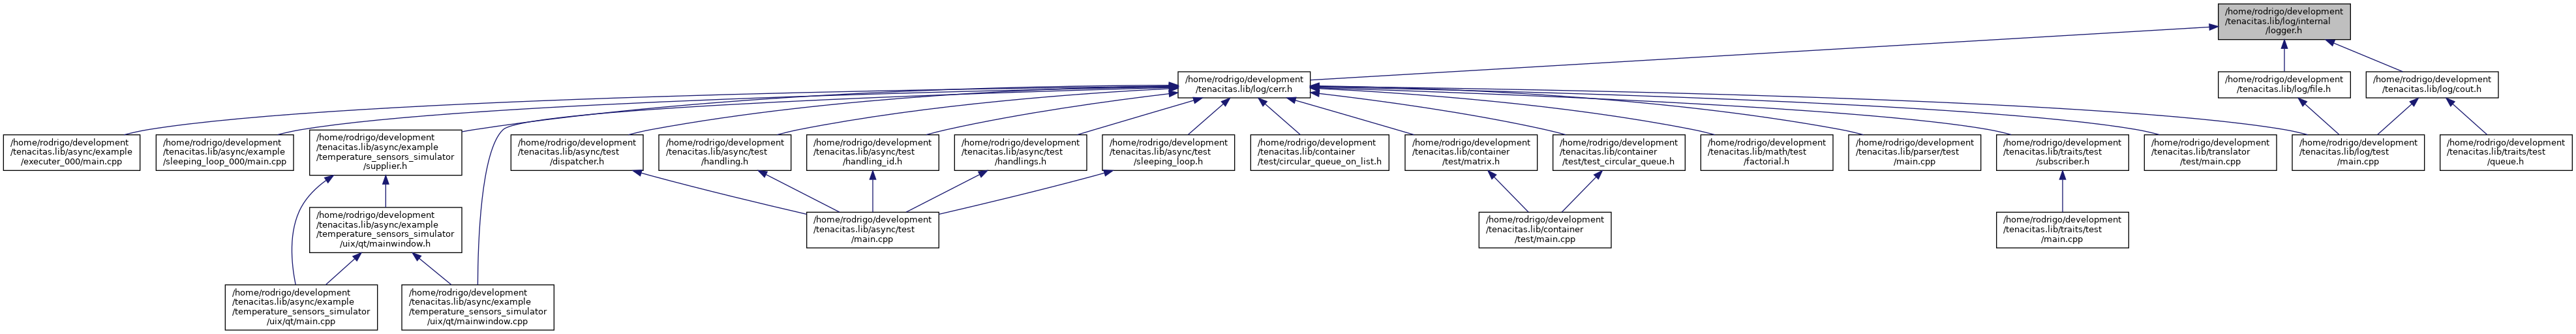 /home/rodrigo/development
/tenacitas.lib/log/internal
/logger.h
/home/rodrigo/development
/tenacitas.lib/log/cerr.h
/home/rodrigo/development
/tenacitas.lib/log/file.h
/home/rodrigo/development
/tenacitas.lib/log/cout.h
/home/rodrigo/development
/tenacitas.lib/async/example
/executer_000/main.cpp
/home/rodrigo/development
/tenacitas.lib/async/example
/sleeping_loop_000/main.cpp
/home/rodrigo/development
/tenacitas.lib/async/example
/temperature_sensors_simulator
/supplier.h
/home/rodrigo/development
/tenacitas.lib/async/test
/dispatcher.h
/home/rodrigo/development
/tenacitas.lib/async/test
/handling.h
/home/rodrigo/development
/tenacitas.lib/async/test
/handling_id.h
/home/rodrigo/development
/tenacitas.lib/async/test
/handlings.h
/home/rodrigo/development
/tenacitas.lib/async/test
/sleeping_loop.h
/home/rodrigo/development
/tenacitas.lib/container
/test/circular_queue_on_list.h
/home/rodrigo/development
/tenacitas.lib/container
/test/matrix.h
/home/rodrigo/development
/tenacitas.lib/container
/test/test_circular_queue.h
/home/rodrigo/development
/tenacitas.lib/math/test
/factorial.h
/home/rodrigo/development
/tenacitas.lib/parser/test
/main.cpp
/home/rodrigo/development
/tenacitas.lib/traits/test
/subscriber.h
/home/rodrigo/development
/tenacitas.lib/translator
/test/main.cpp
/home/rodrigo/development
/tenacitas.lib/log/test
/main.cpp
/home/rodrigo/development
/tenacitas.lib/traits/test
/queue.h
/home/rodrigo/development
/tenacitas.lib/async/example
/temperature_sensors_simulator
/uix/qt/mainwindow.h
/home/rodrigo/development
/tenacitas.lib/async/test
/main.cpp
/home/rodrigo/development
/tenacitas.lib/container
/test/main.cpp
/home/rodrigo/development
/tenacitas.lib/traits/test
/main.cpp
/home/rodrigo/development
/tenacitas.lib/async/example
/temperature_sensors_simulator
/uix/qt/main.cpp
/home/rodrigo/development
/tenacitas.lib/async/example
/temperature_sensors_simulator
/uix/qt/mainwindow.cpp